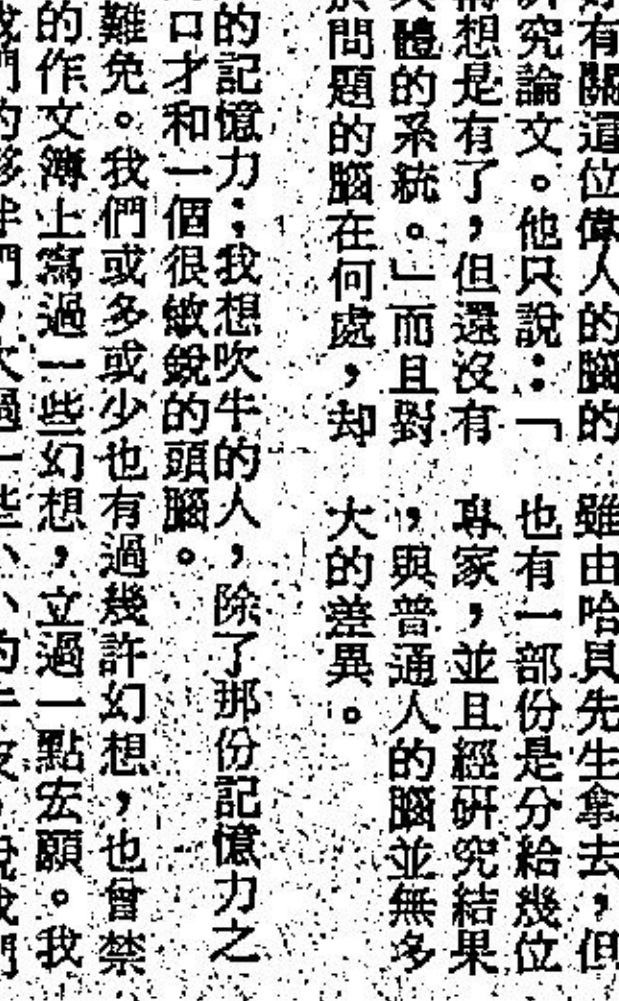 有關這位偉人的腦的
究論文。他只說：「
想是有了，但還沒有
體的系統。」而且對
問題的腦在何處，却
雖由哈貝先生拿去，但
也有一部份是分給幾位
專家，並且經研究結果
，與普通人的腦並無多
大的差異。
的記憶力；我想吹牛的人，除了那份記憶力之
口才和一個很敏銳的頭腦。
難免。我們或多或少也有過幾許幻想，也曾禁
的作文簿上寫過一些幻想，立過一點宏願。我